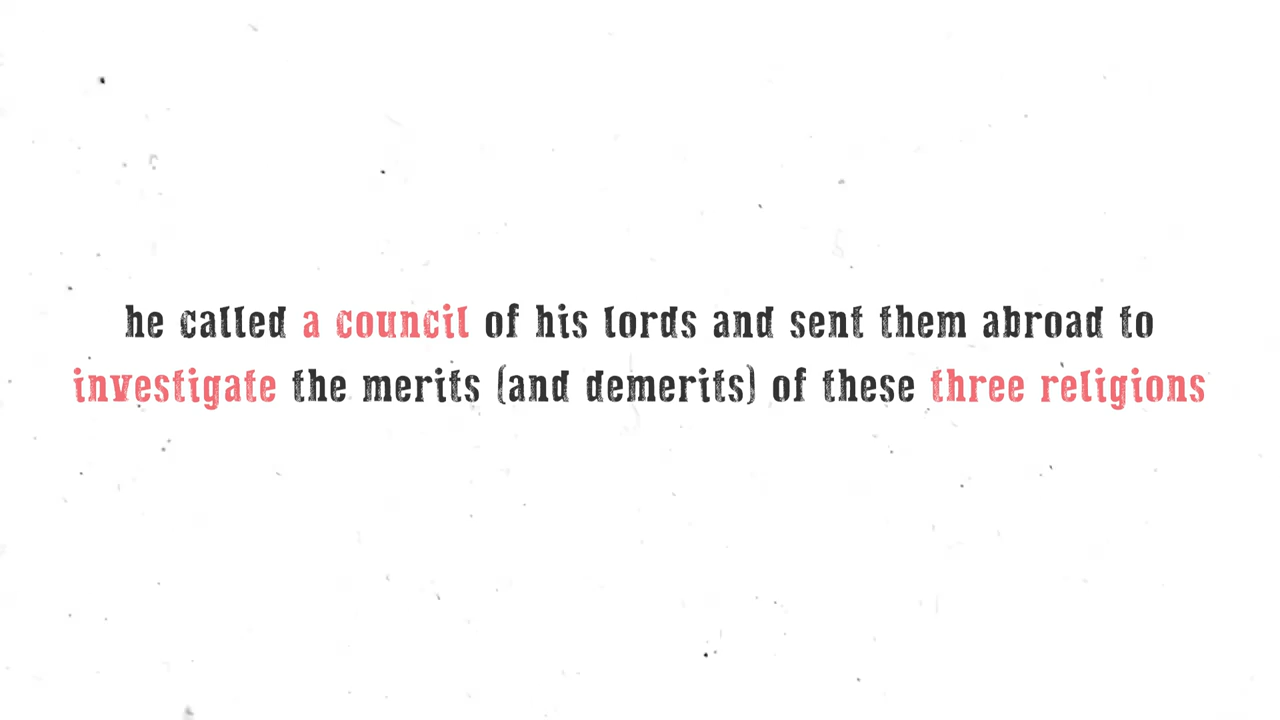 he called a council of his lords and sent them abroad to
investigate the merits (and demerits) of these three religions